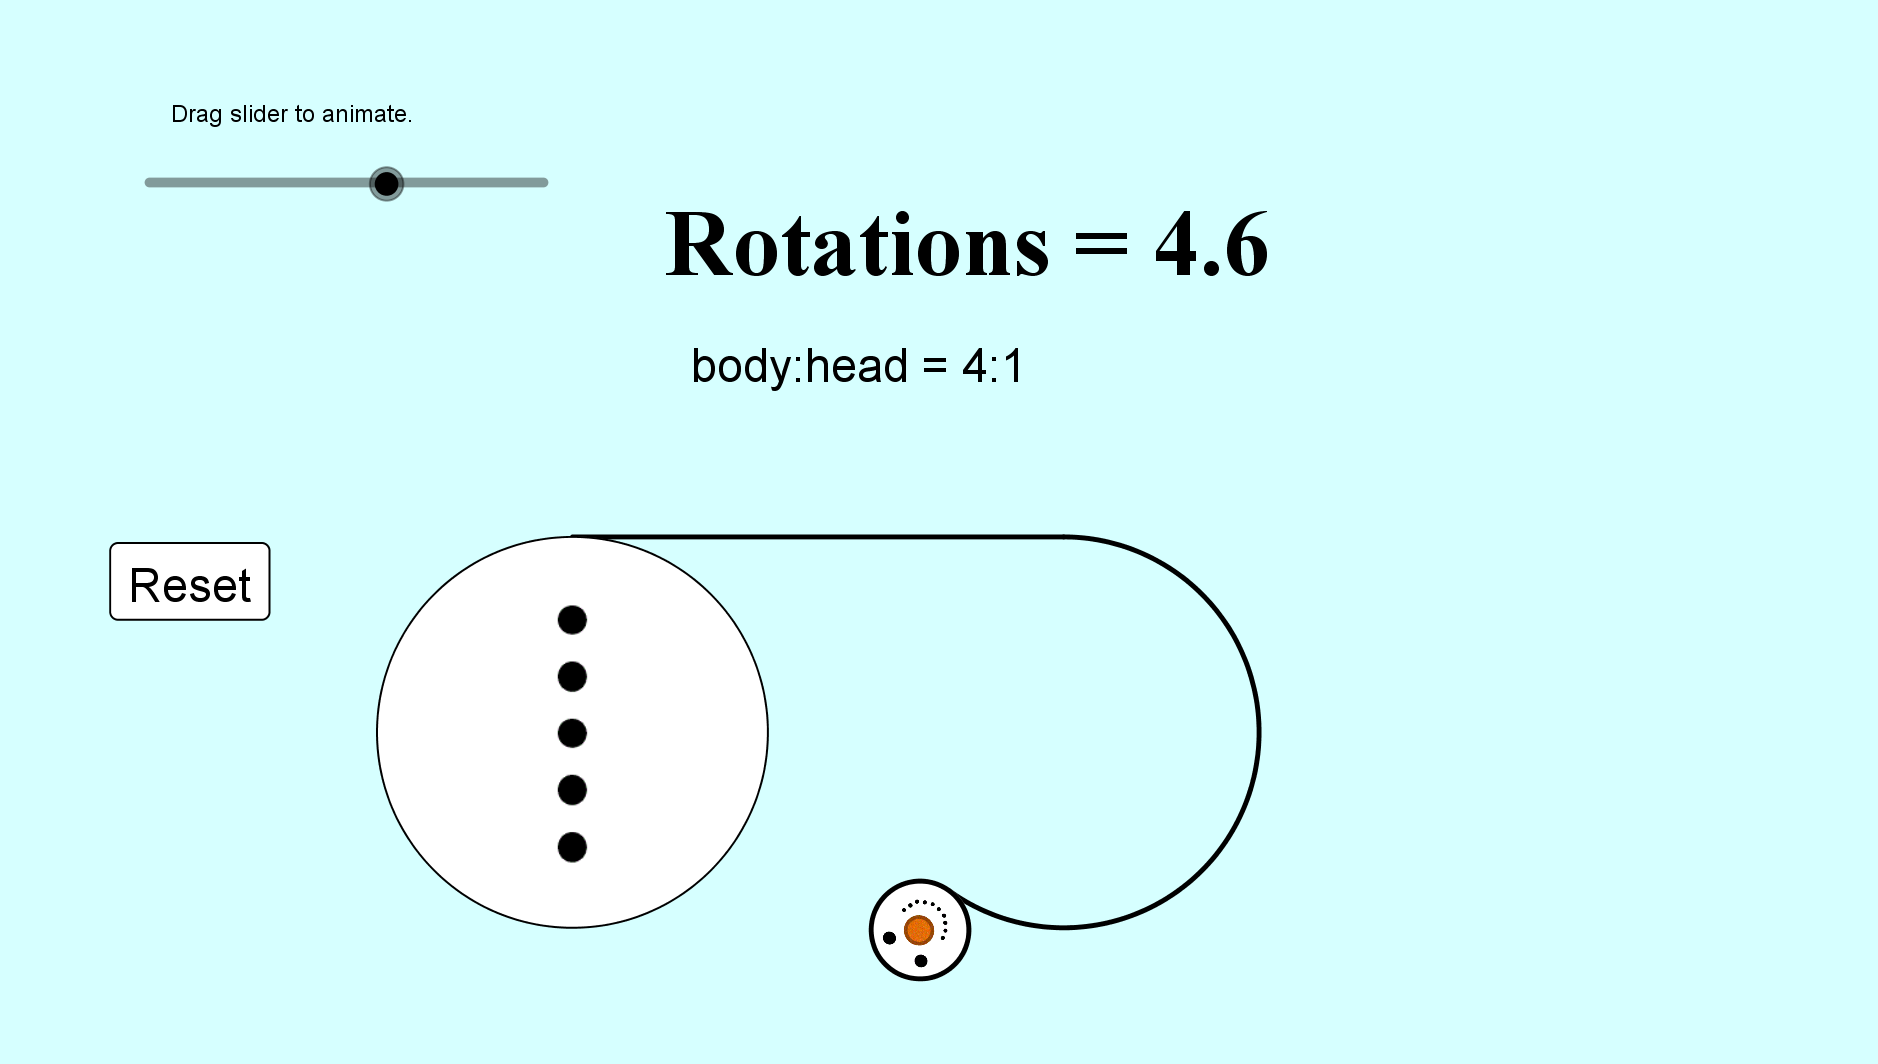 Drag slider to animate.
Rotations = 4.6
body:head = 4:1
Reset